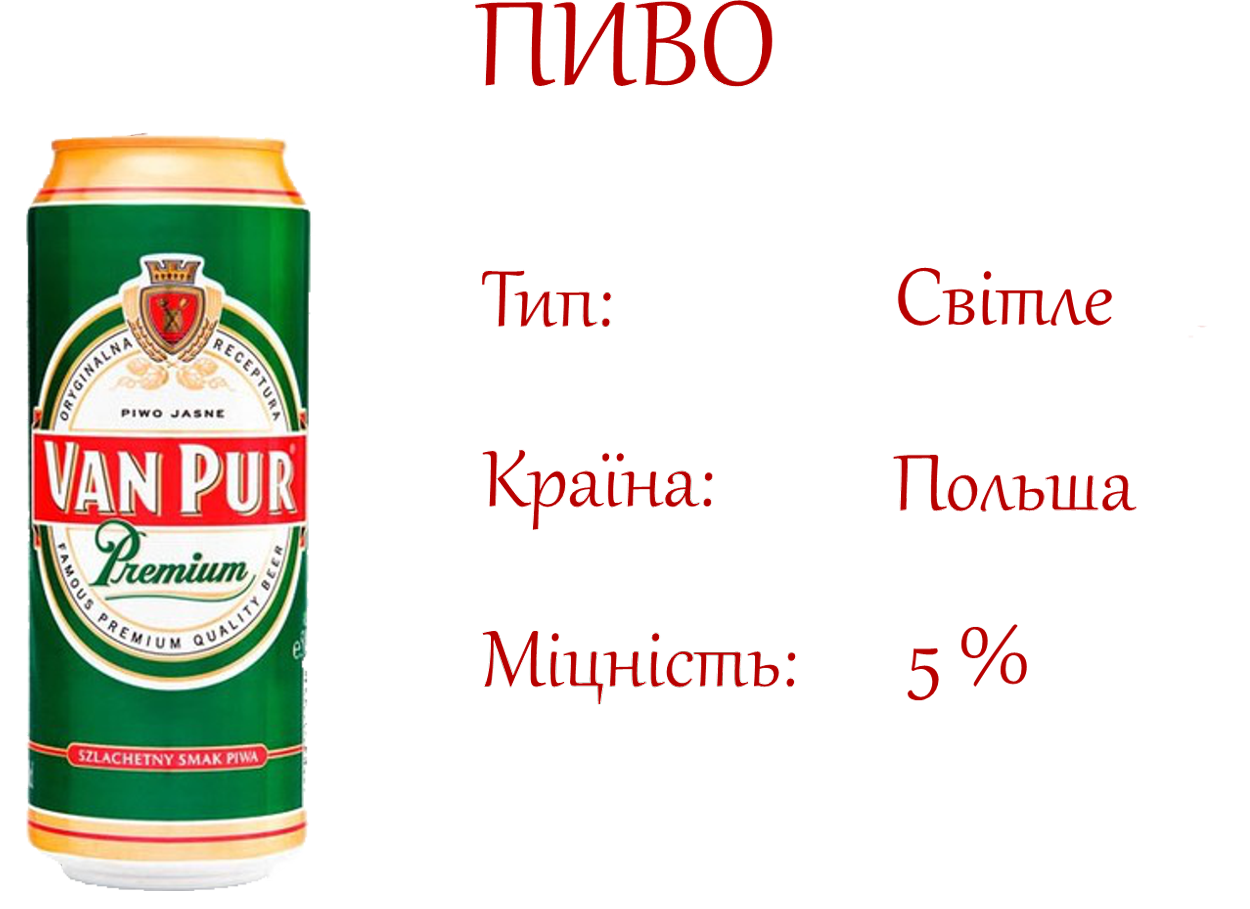 ПИВО
ORYGINALNA RECEPTURA
PIWO JASNE
VAN PUR
Premium
FAMOUS PREMIUM QUALITY BEER
SZLACHETNY SMAK PIWA
Тип: Світле
Країна: Польша
Міцність: 5 %